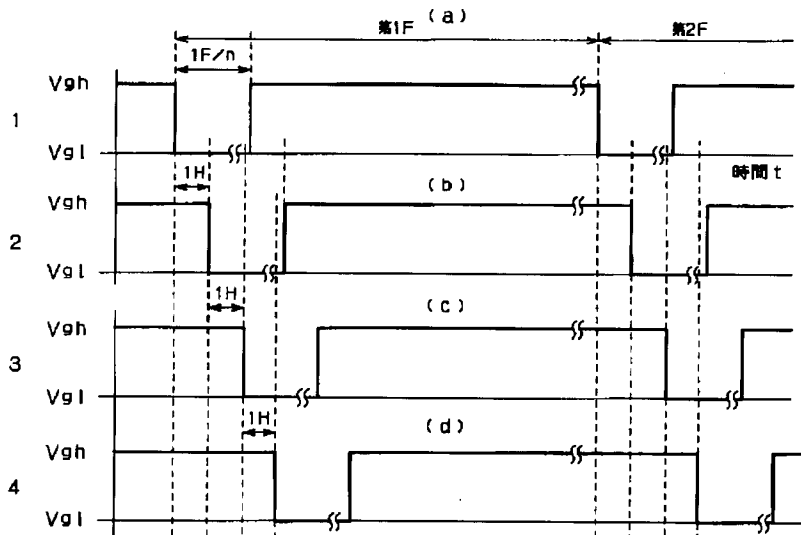 (a)
第1F 第2F
1F/n
Vgh
1
Vgl
1H 時間t
(b)
Vgh
2
Vgl
1H
(c)
Vgh
3
Vgl
1H
(d)
Vgh
4
Vgl